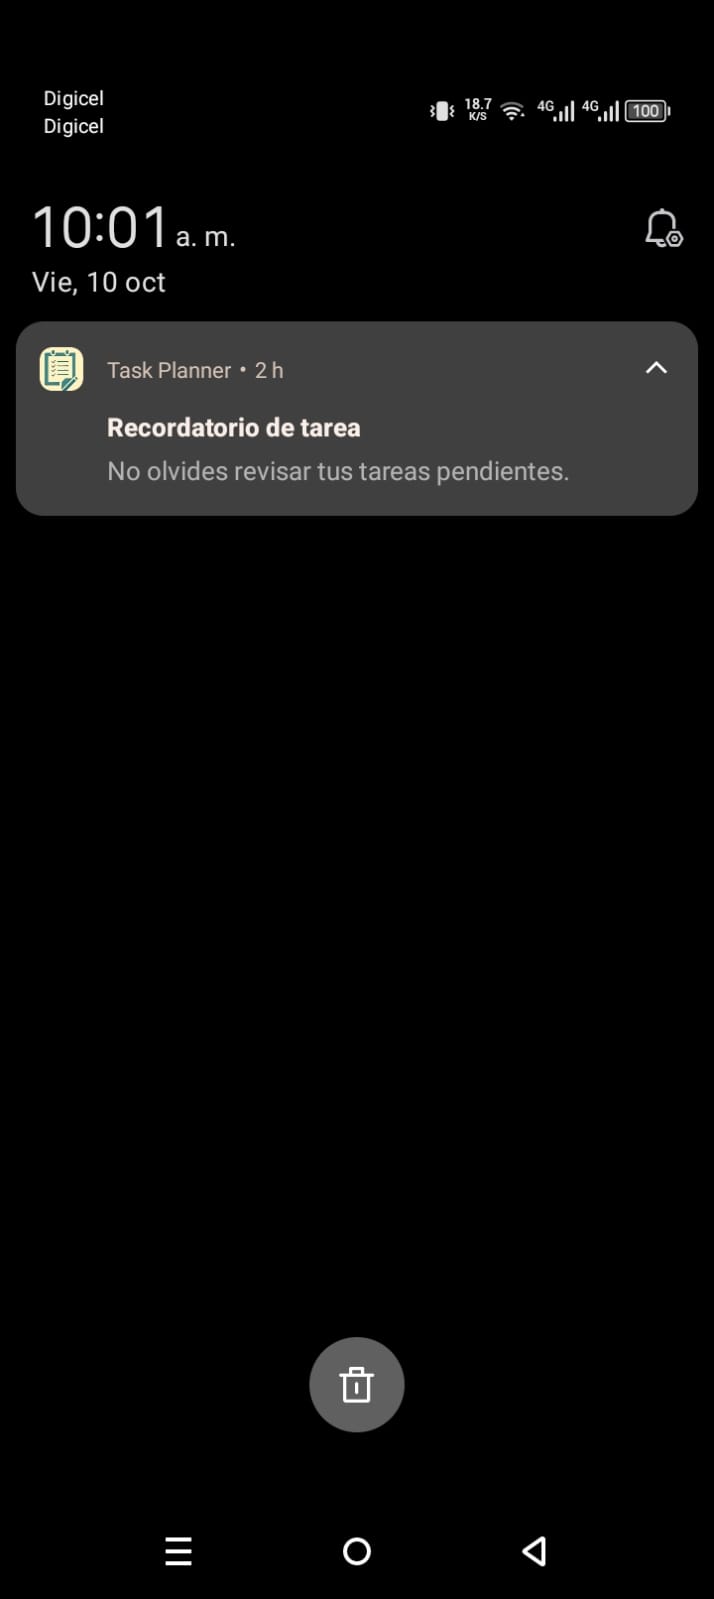 Digicel
Digicel
18.7 K/S 4G 4G 100
10:01 a. m.
Vie, 10 oct
Task Planner • 2 h
Recordatorio de tarea
No olvides revisar tus tareas pendientes.